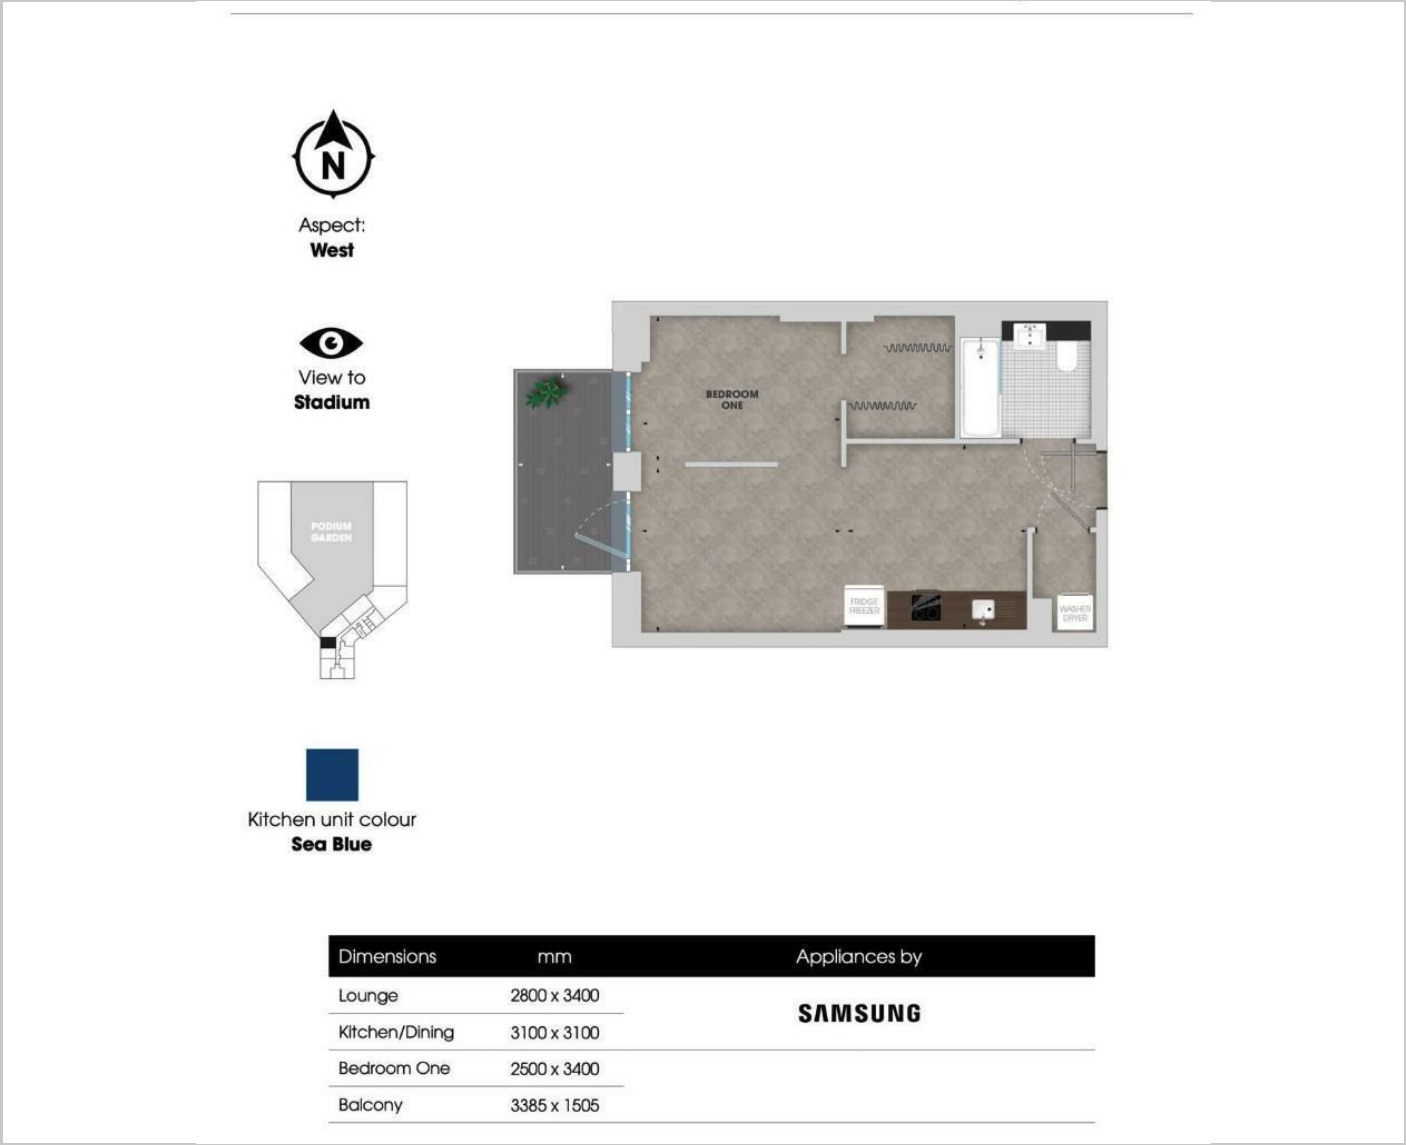 N
Aspect:
West
View to
Stadium
PODIUM
GARDEN
Kitchen unit colour
Sea Blue
BEDROOM
ONE
FRIDGE
FREEZER
WASHER
DRYER
Dimensions mm Appliances by
Lounge 2800 x 3400
SAMSUNG
Kitchen/Dining 3100 x 3100
Bedroom One 2500 x 3400
Balcony 3385 x 1505